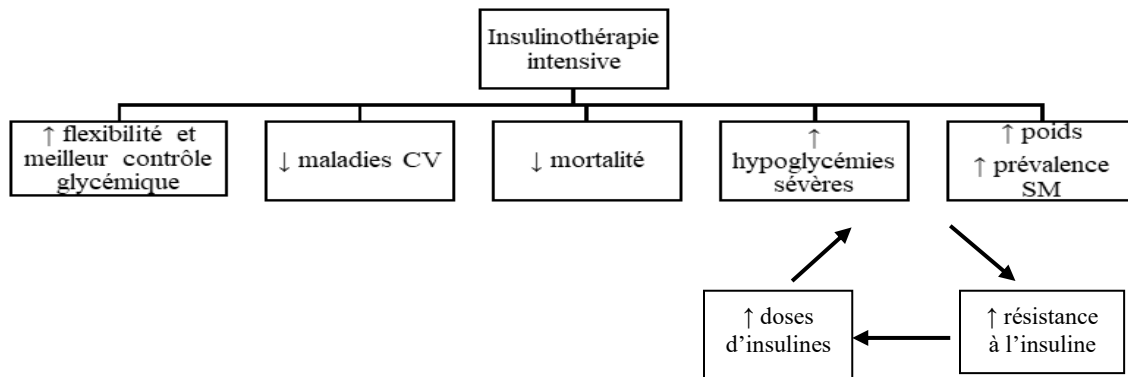 Insulinothérapie
intensive
↑ flexibilité et
meilleur contrôle
glycémique
↓ maladies CV
↓ mortalité
↑
hypoglycémies
sévères
↑ poids
↑ prévalence
SM
↑ doses
d’insulines
↑ résistance
à l’insuline